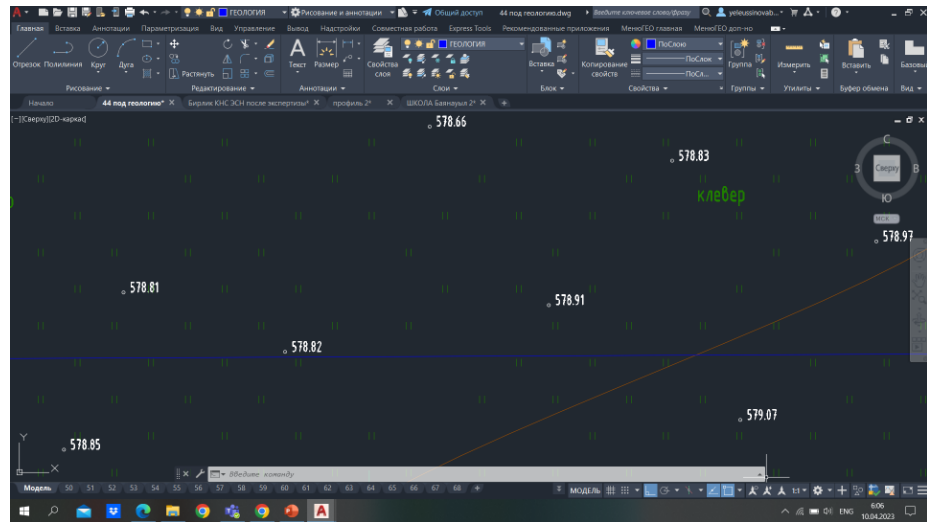 ГЕОЛОГИЯ
Рисование и аннотации
Общий доступ
44 под геологию.dwg
Введите ключевое слово/фразу
yeleussinovab...
Главная Вставка Аннотации Параметризация Вид Управление Вывод Надстройки Совместная работа Express Tools Рекомендованные приложения МенюГЕО главная МенюГЕО доп-но
ГЕОЛОГИЯ
ПоСлою
Отрезок Полилиния Круг Дуга
Растянуть
Текст Размер
Свойства слоя
Вставка
Копирование свойств
ПоСлою
ПоСл...
Группа
Измерить
Вставить
Базовый
Рисование
Редактирование
Аннотации
Слои
Блок
Свойства
Группы
Утилиты
Буфер обмена
Вид
Начало
44 под геологию*
Бирлик КНС ЭСН после экспертизы*
профиль 2*
ШКОЛА Баянауыл 2*
[−][Сверху][2D-каркас]
578.66
С
578.83
З Сверху В
клевер
Ю
МСК
578.97
578.81
578.91
578.82
579.07
Y
578.85
X
Введите команду
Модель 50 51 52 53 54 55 56 57 58 59 60 61 62 63 64 65 66 67 68
МОДЕЛЬ
1:1
ENG
6:06
10.04.2023